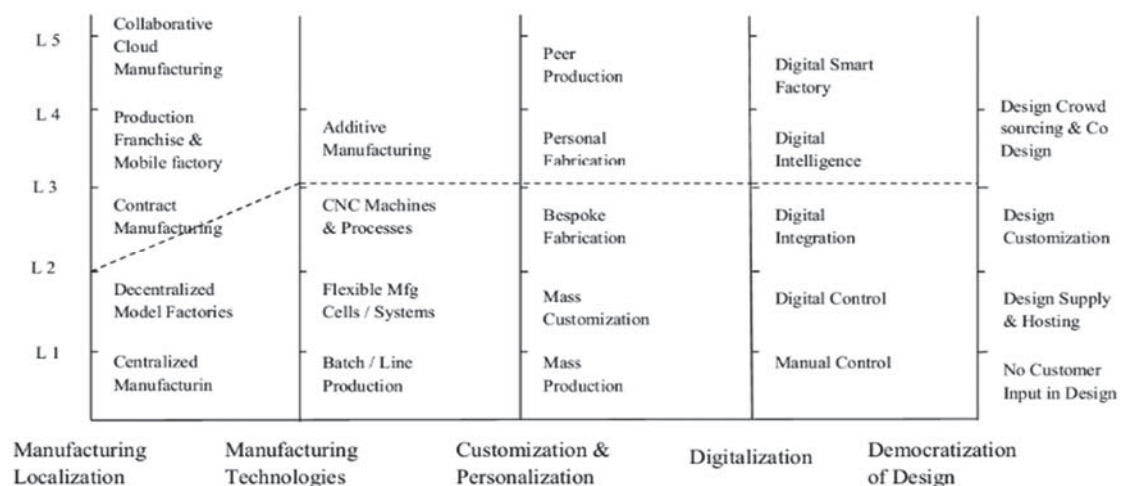 L 5
L 4
L 3
L 2
L 1
Collaborative
Cloud
Manufacturing
Production
Franchise &
Mobile factory
Contract
Manufacturing
Decentralized
Model Factories
Centralized
Manufacturin
Additive
Manufacturing
CNC Machines
& Processes
Flexible Mfg
Cells / Systems
Batch / Line
Production
Peer
Production
Personal
Fabrication
Bespoke
Fabrication
Mass
Customization
Mass
Production
Digital Smart
Factory
Digital
Intelligence
Digital
Integration
Digital Control
Manual Control
Design Crowd
sourcing & Co
Design
Design
Customization
Design Supply
& Hosting
No Customer
Input in Design
Manufacturing
Localization
Manufacturing
Technologies
Customization &
Personalization
Digitalization
Democratization
of Design